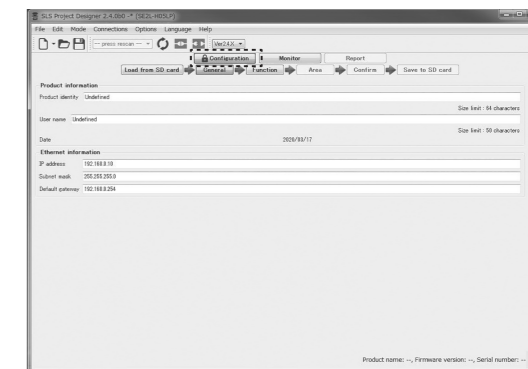 SLS Project Designer 2.4.0b0 -* (SE2L-H05LP)
File Edit Mode Connections Options Language Help
-- press rescan -- Ver24X
Configuration Monitor Report
Load from SD card General Function Area Confirm Save to SD card
Product information
Product identity Undefined
Size limit : 64 characters
User name Undefined
Size limit : 50 characters
Date 2020/03/17
Ethernet information
IP address 192.168.0.10
Subnet mask 255.255.255.0
Default gateway 192.168.0.254
Product name: --, Firmware version: --, Serial number: --